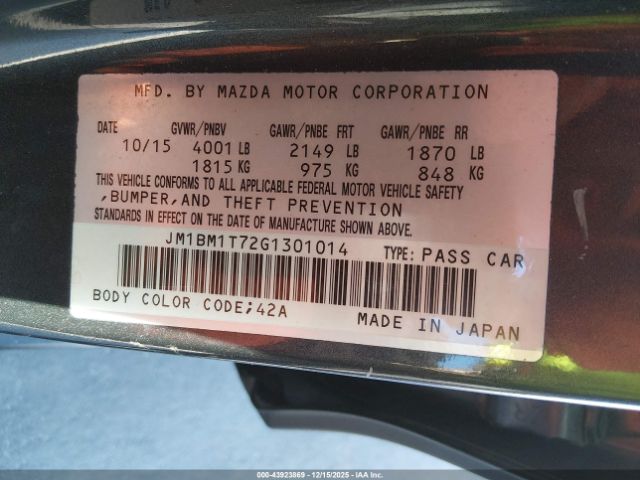 MFD. BY MAZDA MOTOR CORPORATION
DATE GVWR/PNBV GAWR/PNBE FRT GAWR/PNBE RR
10/15 4001 LB 2149 LB 1870 LB
1815 KG 975 KG 848 KG
THIS VEHICLE CONFORMS TO ALL APPLICABLE FEDERAL MOTOR VEHICLE SAFETY
,BUMPER,AND THEFT PREVENTION
STANDARDS IN EFFECT ON THE DATE OF MANUFACTURE SHOWN ABOVE.
JM1BM1T72G1301014 TYPE: PASS CAR
BODY COLOR CODE;42A
MADE IN JAPAN
000-43923869 - 12/15/2025 - COPYRIGHT © IAA, LLC